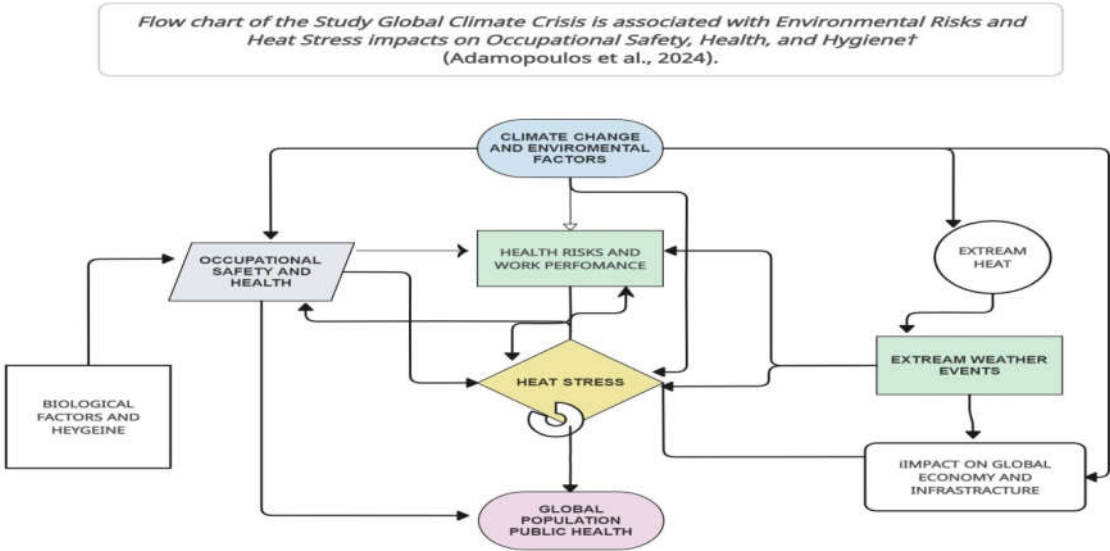 Flow chart of the Study Global Climate Crisis is associated with Environmental Risks and
Heat Stress impacts on Occupational Safety, Health, and Hygiene†
(Adamopoulos et al., 2024).
CLIMATE CHANGE
AND ENVIROMENTAL
FACTORS
OCCUPATIONAL
SAFETY AND
HEALTH
HEALTH RISKS AND
WORK PERFOMANCE
EXTREAM
HEAT
EXTREAM WEATHER
EVENTS
HEAT STRESS
BIOLOGICAL
FACTORS AND
HEYGEINE
iIMPACT ON GLOBAL
ECONOMY AND
INFRASTRACTURE
GLOBAL
POPULATION
PUBLIC HEALTH